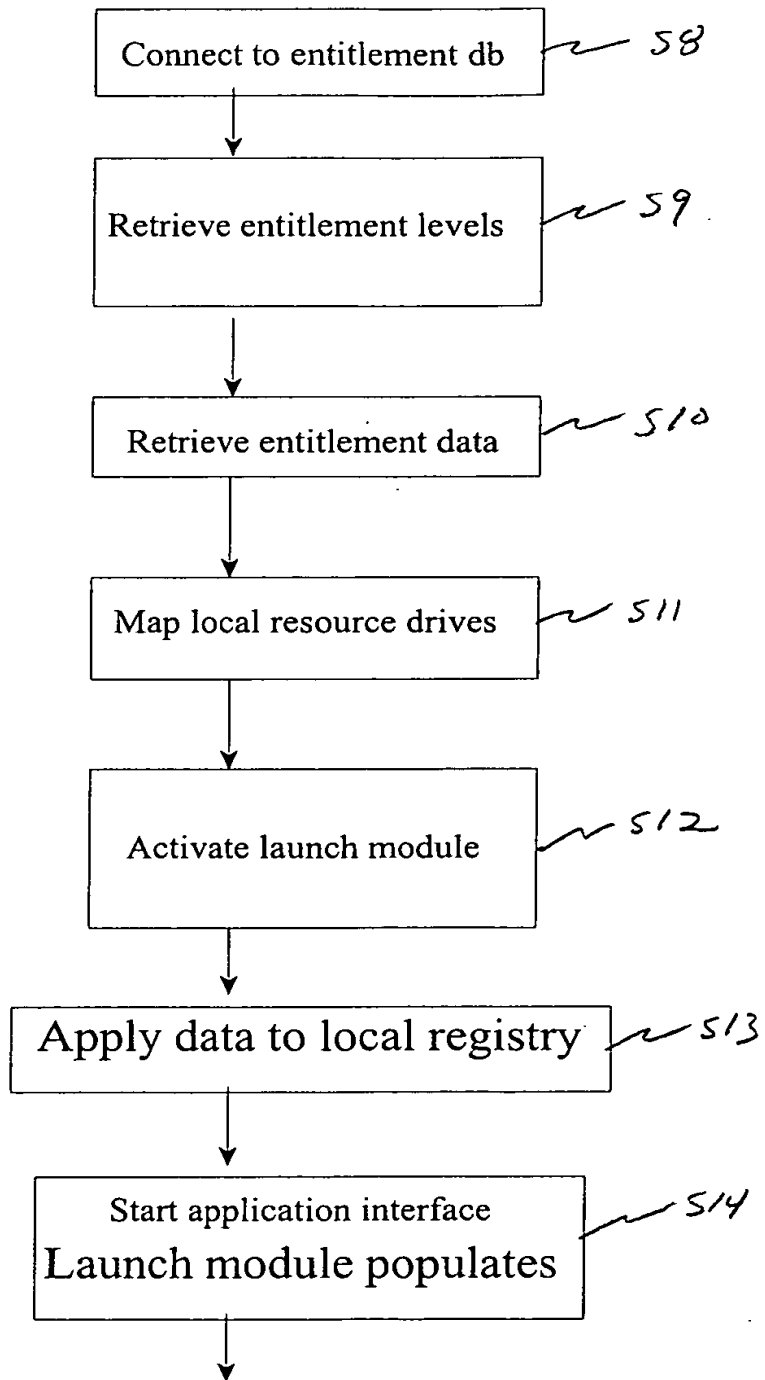 Connect to entitlement db
S8
Retrieve entitlement levels
S9
Retrieve entitlement data
S10
Map local resource drives
S11
Activate launch module
S12
Apply data to local registry
S13
Start application interface
Launch module populates
S14